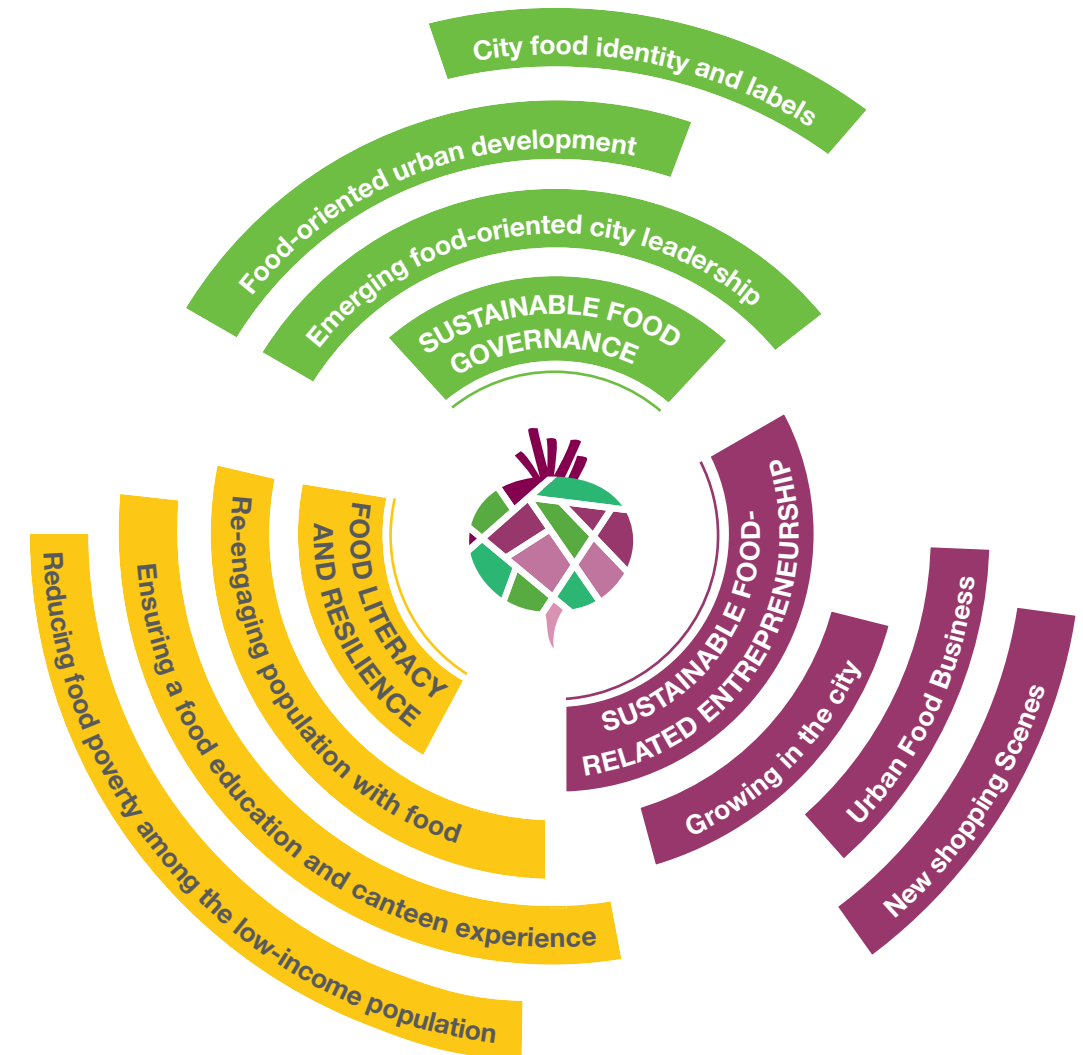 City food identity and labels
Food-oriented urban development
Emerging food-oriented city leadership
SUSTAINABLE FOOD
GOVERNANCE
SUSTAINABLE FOOD-
RELATED ENTREPRENEURSHIP
Growing in the city
Urban Food Business
New shopping Scenes
FOOD LITERACY
AND RESILIENCE
Re-engaging population with food
Ensuring a food education and canteen experience
Reducing food poverty among the low-income population